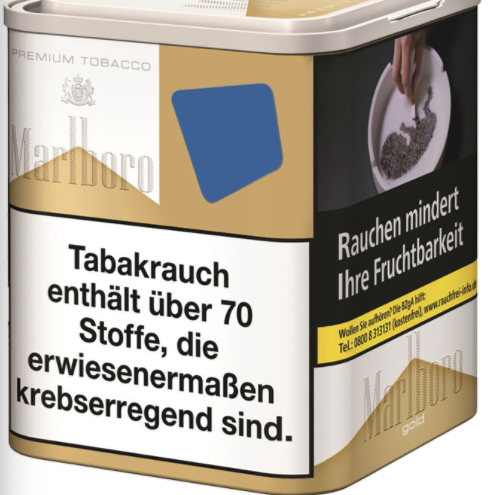 PREMIUM TOBACCO
Marlboro
Tabakrauch
enthält über 70
Stoffe, die
erwiesenermaßen
krebserregend sind.
Rauchen mindert
Ihre Fruchtbarkeit
Wollen Sie aufhören? Die BZgA hilft:
Tel.: 0800 8 313131 (kostenfrei), www.rauchfrei-info.de
Marlboro
gold